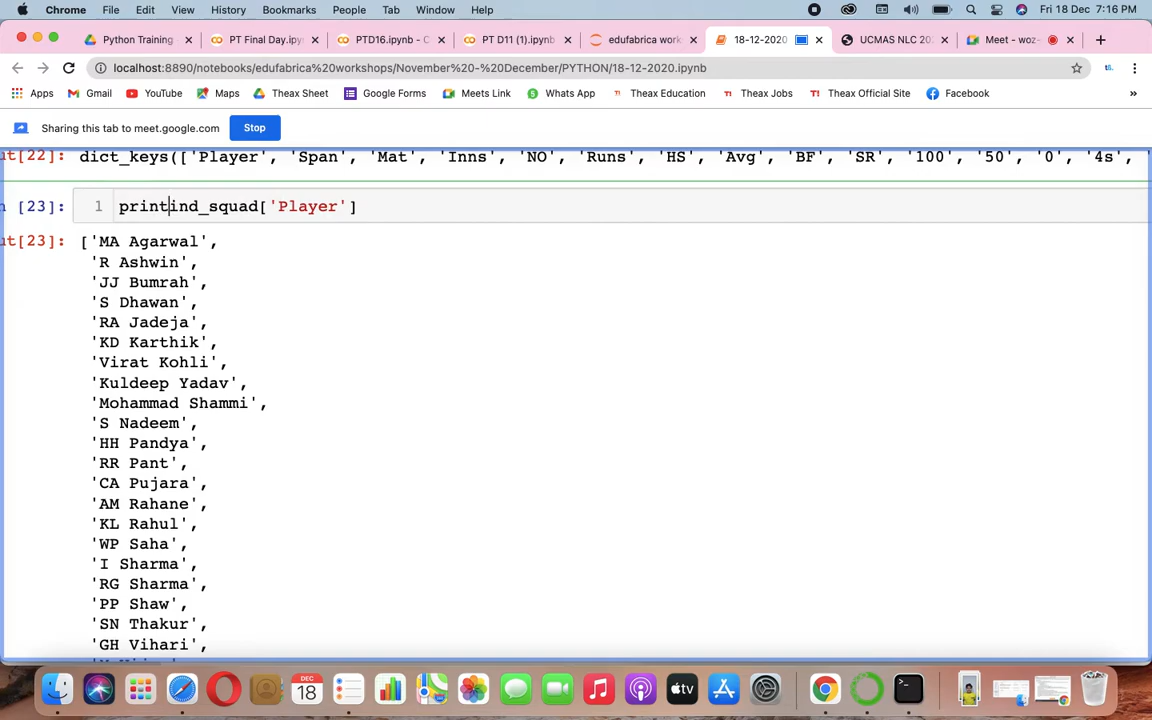 Chrome File Edit View History Bookmarks People Tab Window Help Fri 18 Dec 7:16 PM
Python Training - PT Final Day.ipy PTD16.ipynb - C PT D11 (1).ipynb edufabrica work 18-12-2020 UCMAS NLC 20 Meet - woz-
localhost:8890/notebooks/edufabrica%20workshops/November%20-%20December/PYTHON/18-12-2020.ipynb
Apps Gmail YouTube Maps Theax Sheet Google Forms Meets Link Whats App Theax Education Theax Jobs Theax Official Site Facebook »
Sharing this tab to meet.google.com Stop
ut[22]: dict_keys(['Player', 'Span', 'Mat', 'Inns', 'NO', 'Runs', 'HS', 'Avg', 'BF', 'SR', '100', '50', '0', '4s', '
n [23]: 1 printind_squad['Player']
ut[23]: ['MA Agarwal',
'R Ashwin',
'JJ Bumrah',
'S Dhawan',
'RA Jadeja',
'KD Karthik',
'Virat Kohli',
'Kuldeep Yadav',
'Mohammad Shammi',
'S Nadeem',
'HH Pandya',
'RR Pant',
'CA Pujara',
'AM Rahane',
'KL Rahul',
'WP Saha',
'I Sharma',
'RG Sharma',
'PP Shaw',
'SN Thakur',
'GH Vihari',
DEC
18
tv